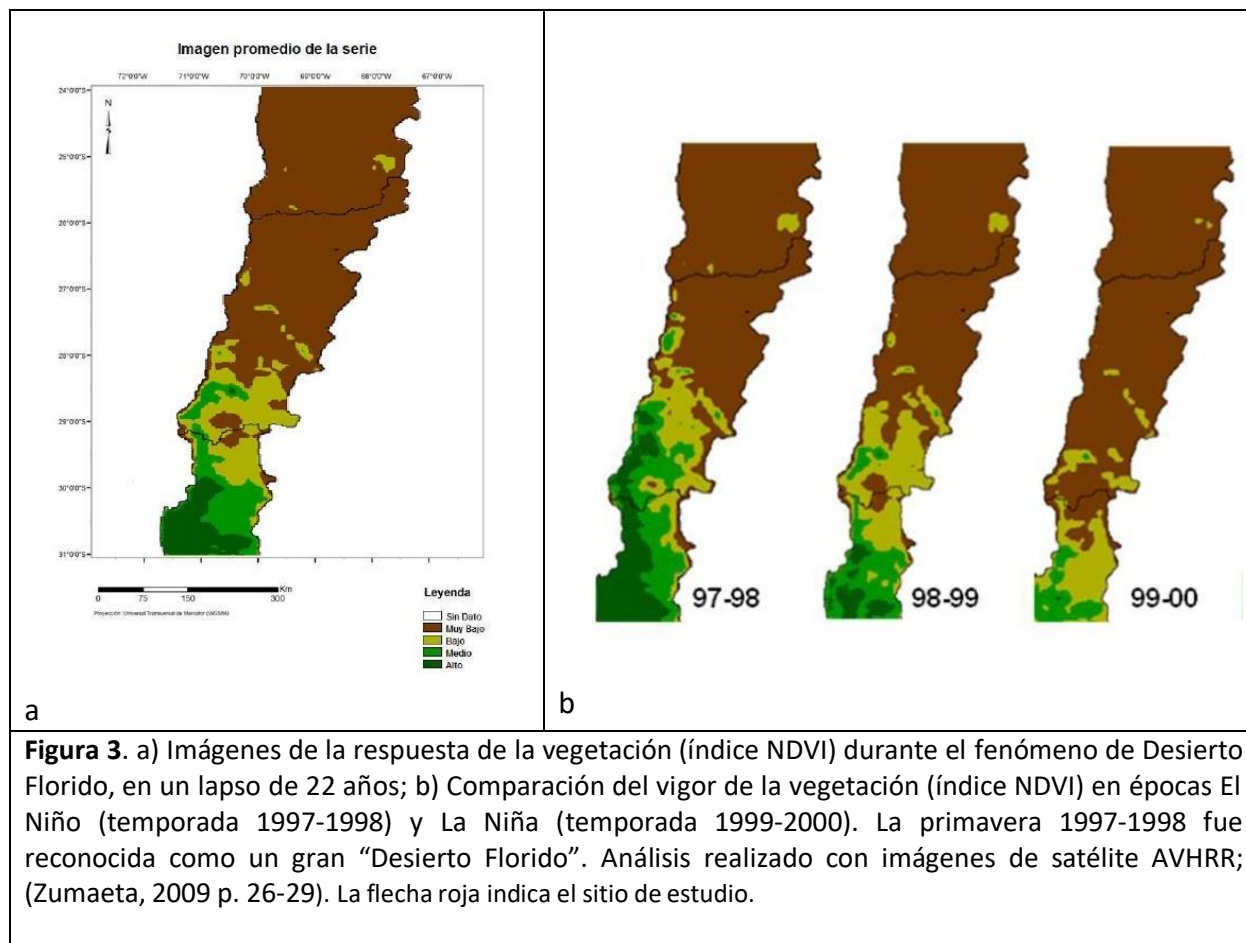 Imagen promedio de la serie
72°0'0"W 71°0'0"W 70°0'0"W 69°0'0"W 68°0'0"W 67°0'0"W
24°0'0"S
N
25°0'0"S
26°0'0"S
27°0'0"S
28°0'0"S
29°0'0"S
30°0'0"S
31°0'0"S
Km
0 75 150 300
Proyección: Universal Transversal de Mercator (WGS84)
Leyenda
Sin Dato
Muy Bajo
Bajo
Medio
Alto
a
97-98 98-99 99-00
b
Figura 3. a) Imágenes de la respuesta de la vegetación (índice NDVI) durante el fenómeno de Desierto
Florido, en un lapso de 22 años; b) Comparación del vigor de la vegetación (índice NDVI) en épocas El
Niño (temporada 1997-1998) y La Niña (temporada 1999-2000). La primavera 1997-1998 fue
reconocida como un gran “Desierto Florido”. Análisis realizado con imágenes de satélite AVHRR;
(Zumaeta, 2009 p. 26-29). La flecha roja indica el sitio de estudio.